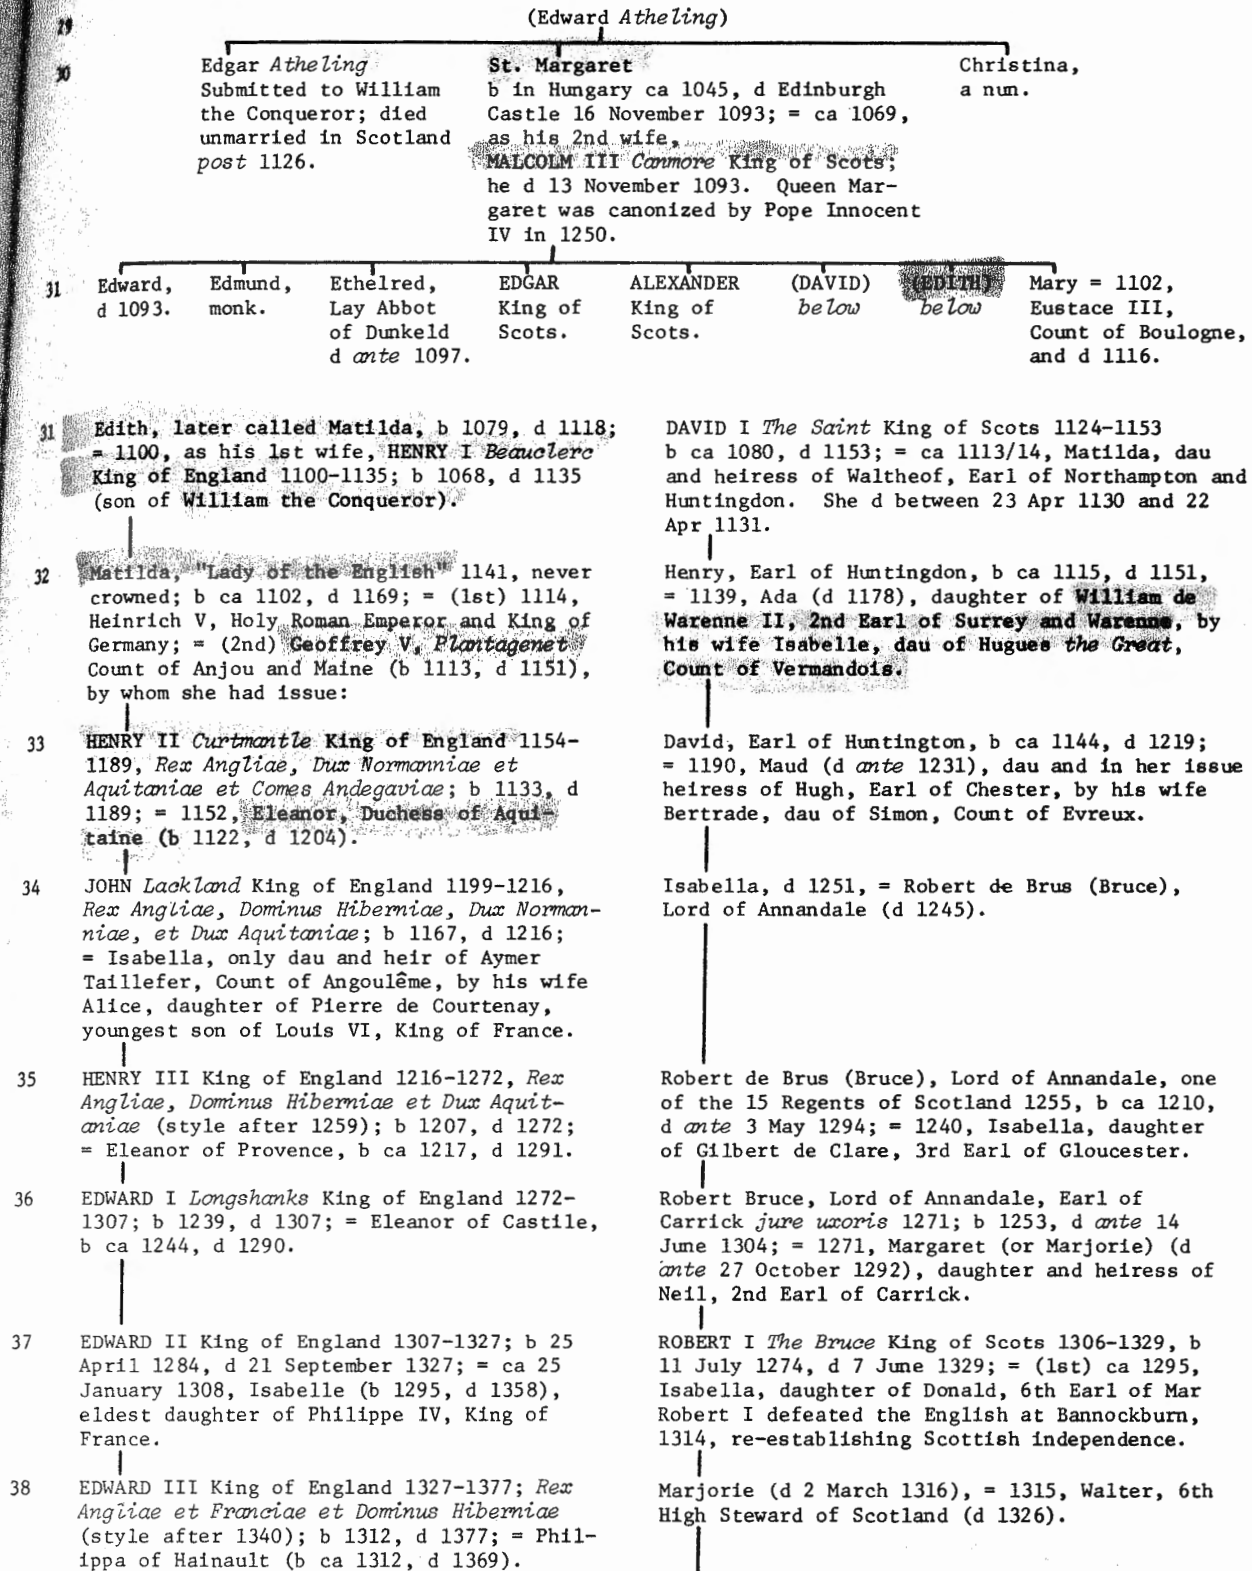 29
(Edward Atheling)
30
Edgar Atheling
Submitted to William
the Conqueror; died
unmarried in Scotland
post 1126.
St. Margaret
b in Hungary ca 1045, d Edinburgh
Castle 16 November 1093; = ca 1069,
as his 2nd wife,
MALCOLM III Canmore King of Scots;
he d 13 November 1093. Queen Mar-
garet was canonized by Pope Innocent
IV in 1250.
Christina,
a nun.
31
Edward,
d 1093.
Edmund,
monk.
Ethelred,
Lay Abbot
of Dunkeld
d ante 1097.
EDGAR
King of
Scots.
ALEXANDER
King of
Scots.
(DAVID)
below
(EDITH)
below
Mary = 1102,
Eustace III,
Count of Boulogne,
and d 1116.
31
Edith, later called Matilda, b 1079, d 1118;
= 1100, as his 1st wife, HENRY I Beauclerc
King of England 1100-1135; b 1068, d 1135
(son of William the Conqueror).
DAVID I The Saint King of Scots 1124-1153
b ca 1080, d 1153; = ca 1113/14, Matilda, dau
and heiress of Waltheof, Earl of Northampton and
Huntingdon. She d between 23 Apr 1130 and 22
Apr 1131.
32
Matilda, "Lady of the English" 1141, never
crowned; b ca 1102, d 1169; = (1st) 1114,
Heinrich V, Holy Roman Emperor and King of
Germany; = (2nd) Geoffrey V, Plantagenet
Count of Anjou and Maine (b 1113, d 1151),
by whom she had issue:
Henry, Earl of Huntingdon, b ca 1115, d 1151,
= 1139, Ada (d 1178), daughter of William de
Warenne II, 2nd Earl of Surrey and Warenne, by
his wife Isabelle, dau of Hugues the Great,
Count of Vermandois.
33
HENRY II Curtmantle King of England 1154-
1189, Rex Angliae, Dux Normanniae et
Aquitaniae et Comes Andegaviae; b 1133, d
1189; = 1152, Eleanor, Duchess of Aqui-
taine (b 1122, d 1204).
David, Earl of Huntington, b ca 1144, d 1219;
= 1190, Maud (d ante 1231), dau and in her issue
heiress of Hugh, Earl of Chester, by his wife
Bertrade, dau of Simon, Count of Evreux.
34
JOHN Lackland King of England 1199-1216,
Rex Angliae, Dominus Hiberniae, Dux Norman-
niae, et Dux Aquitaniae; b 1167, d 1216;
= Isabella, only dau and heir of Aymer
Taillefer, Count of Angoulême, by his wife
Alice, daughter of Pierre de Courtenay,
youngest son of Louis VI, King of France.
Isabella, d 1251, = Robert de Brus (Bruce),
Lord of Annandale (d 1245).
35
HENRY III King of England 1216-1272, Rex
Angliae, Dominus Hiberniae et Dux Aquit-
aniae (style after 1259); b 1207, d 1272;
= Eleanor of Provence, b ca 1217, d 1291.
Robert de Brus (Bruce), Lord of Annandale, one
of the 15 Regents of Scotland 1255, b ca 1210,
d ante 3 May 1294; = 1240, Isabella, daughter
of Gilbert de Clare, 3rd Earl of Gloucester.
36
EDWARD I Longshanks King of England 1272-
1307; b 1239, d 1307; = Eleanor of Castile,
b ca 1244, d 1290.
Robert Bruce, Lord of Annandale, Earl of
Carrick jure uxoris 1271; b 1253, d ante 14
June 1304; = 1271, Margaret (or Marjorie) (d
ante 27 October 1292), daughter and heiress of
Neil, 2nd Earl of Carrick.
37
EDWARD II King of England 1307-1327; b 25
April 1284, d 21 September 1327; = ca 25
January 1308, Isabelle (b 1295, d 1358),
eldest daughter of Philippe IV, King of
France.
ROBERT I The Bruce King of Scots 1306-1329, b
11 July 1274, d 7 June 1329; = (1st) ca 1295,
Isabella, daughter of Donald, 6th Earl of Mar
Robert I defeated the English at Bannockburn,
1314, re-establishing Scottish independence.
38
EDWARD III King of England 1327-1377; Rex
Angliae et Franciae et Dominus Hiberniae
(style after 1340); b 1312, d 1377; = Phil-
ippa of Hainault (b ca 1312, d 1369).
Marjorie (d 2 March 1316), = 1315, Walter, 6th
High Steward of Scotland (d 1326).